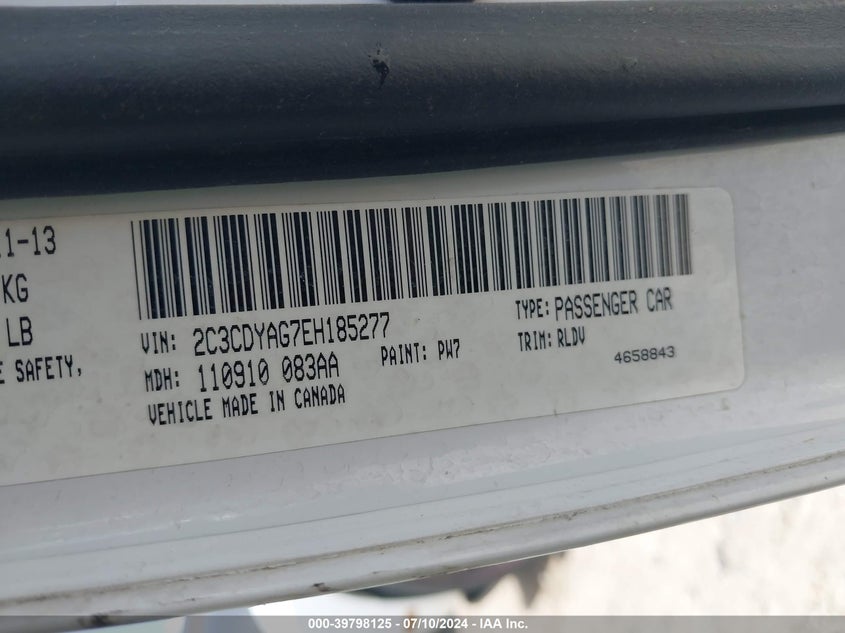 11-13
KG
LB
E SAFETY,
VIN: 2C3CDYAG7EH185277
TYPE: PASSENGER CAR
MDH: 110910 083AA
PAINT: PW7
TRIM: RLDV
4658843
VEHICLE MADE IN CANADA
000-39798125 - 07/10/2024 - IAA Inc.